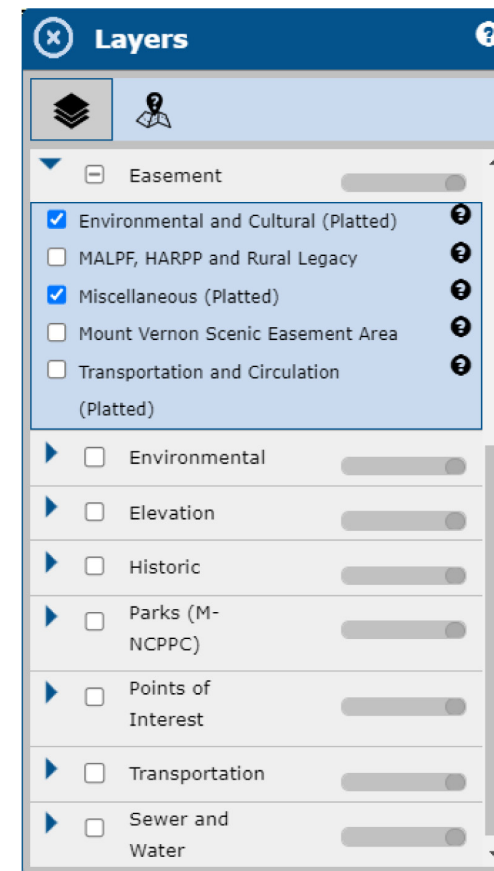 Layers
Easement
Environmental and Cultural (Platted)
MALPF, HARPP and Rural Legacy
Miscellaneous (Platted)
Mount Vernon Scenic Easement Area
Transportation and Circulation
(Platted)
Environmental
Elevation
Historic
Parks (M-
NCPPC)
Points of
Interest
Transportation
Sewer and
Water